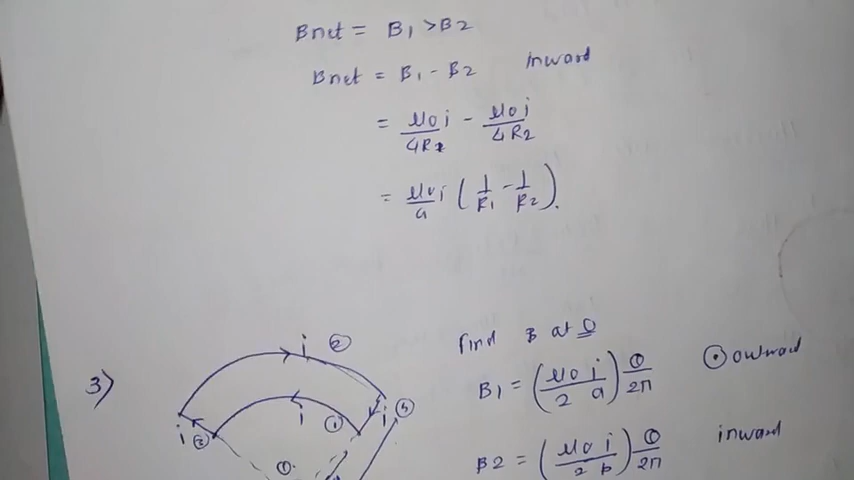 Bnet = B1 > B2
Bnet = B1 - B2 inward
= μ0i/4R1 - μ0i/4R2
= μ0i/4 (1/R1 - 1/R2).
3)
i ②
i ①
i ④
i ③
θ
Find B at O
B1 = (μ0 i/2 a) θ/2π ⊙ outward
B2 = (μ0 i/2 b) θ/2π inward